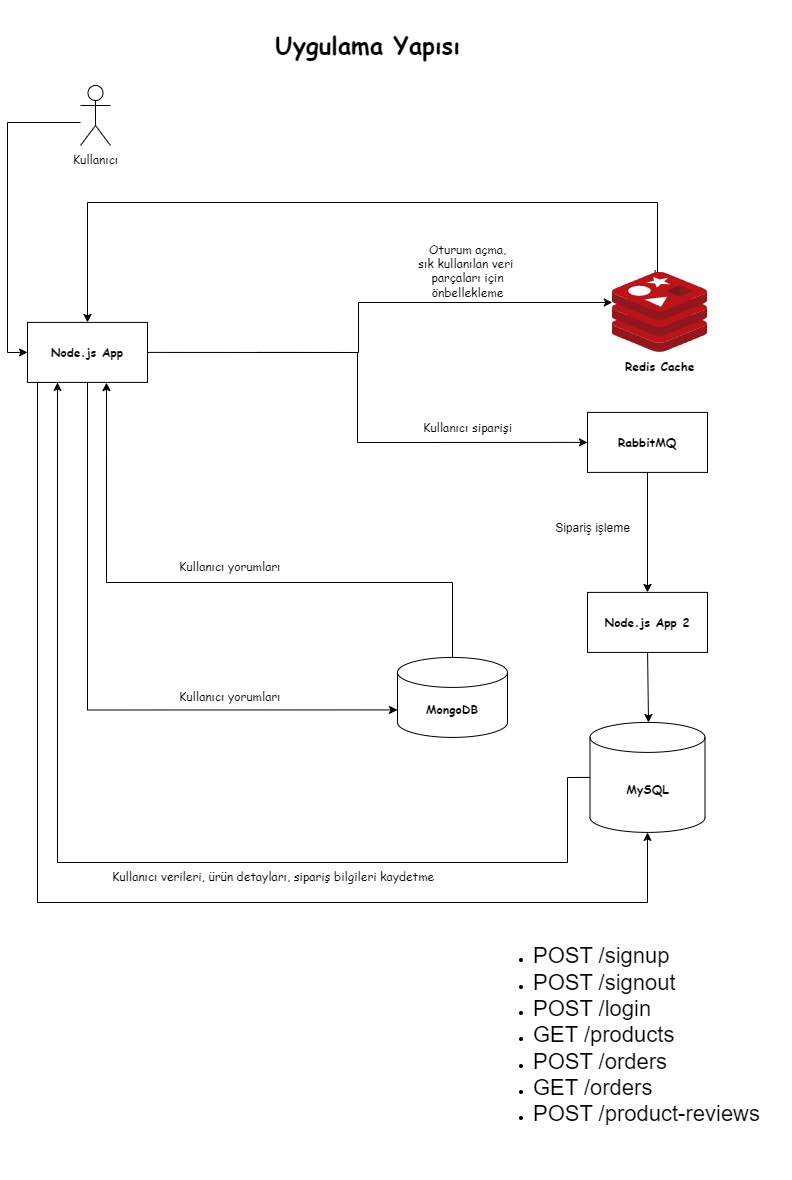 Uygulama Yapısı
Kullanıcı
Oturum açma,
sık kullanılan veri
parçaları için
önbellekleme
Node.js App
Redis Cache
Kullanıcı siparişi
RabbitMQ
Sipariş işleme
Kullanıcı yorumları
Node.js App 2
Kullanıcı yorumları
MongoDB
MySQL
Kullanıcı verileri, ürün detayları, sipariş bilgileri kaydetme
• POST /signup
• POST /signout
• POST /login
• GET /products
• POST /orders
• GET /orders
• POST /product-reviews